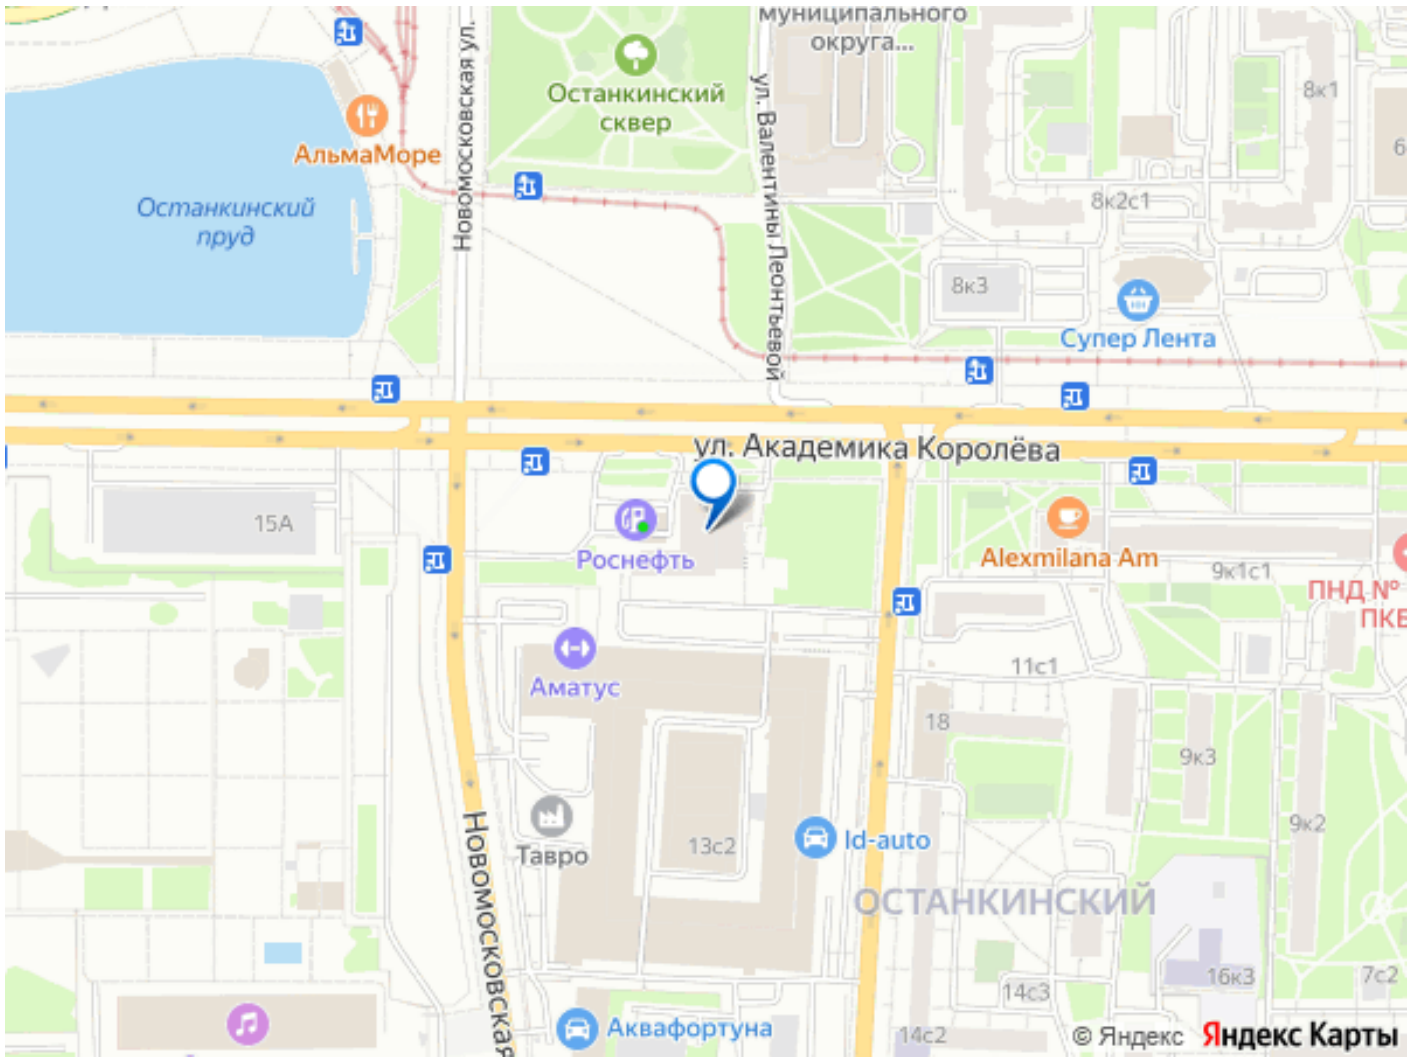 муниципального
округа...
Новомосковская ул.
Останкинский
сквер
ул. Валентины Леонтьевой
8к1
6
АльмаМоре
Останкинский
пруд
8к2с1
8к3
Супер Лента
ул. Академика Королёва
15А
Роснефть
Alexmilana Am
9к1с1
ПНД №
ПКБ
11с1
Аматус
18
9к3
Новомосковская
Тавро
13с2
Id-auto
9к2
ОСТАНКИНСКИЙ
16к3
7с2
14с3
Аквафортуна
14с2
© Яндекс Яндекс Карты